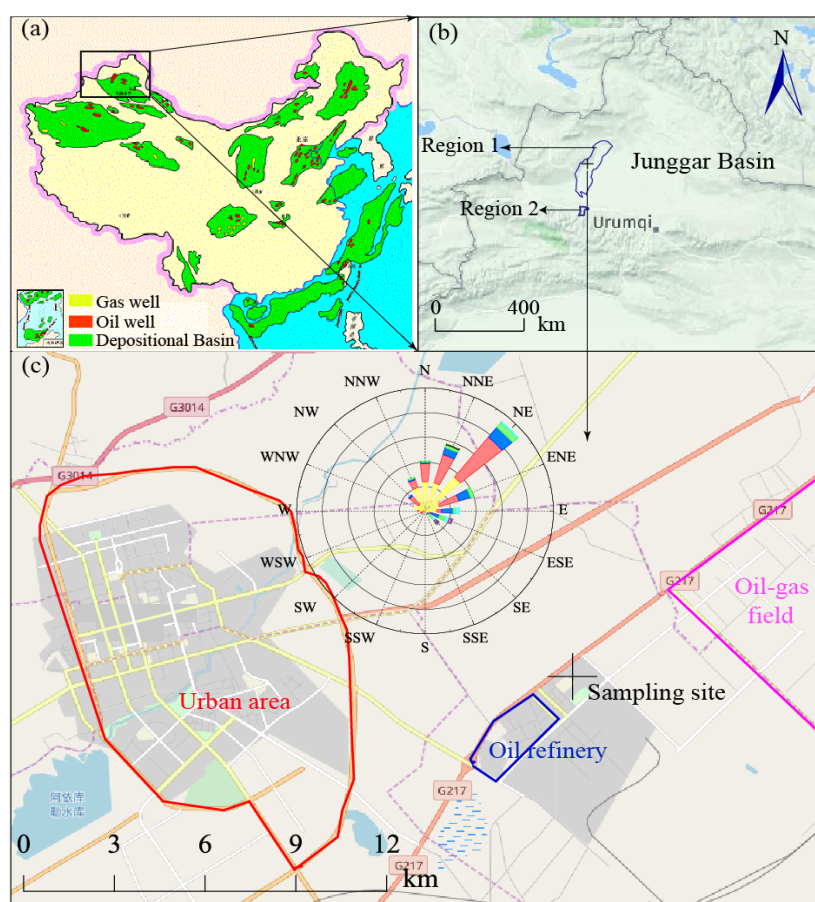 (a)
Gas well
Oil well
Depositional Basin
(b)
N
Region 1
Junggar Basin
Region 2
Urumqi
0 400
km
(c)
N
NNW NNE
NW NE
WNW ENE
W E
WSW ESE
SW SE
SSW SSE
S
G3014
G3014
G217
G217
Oil-gas
field
Sampling site
Urban area
Oil refinery
阿依库
勒水库
G217
G217
0 3 6 9 12
km